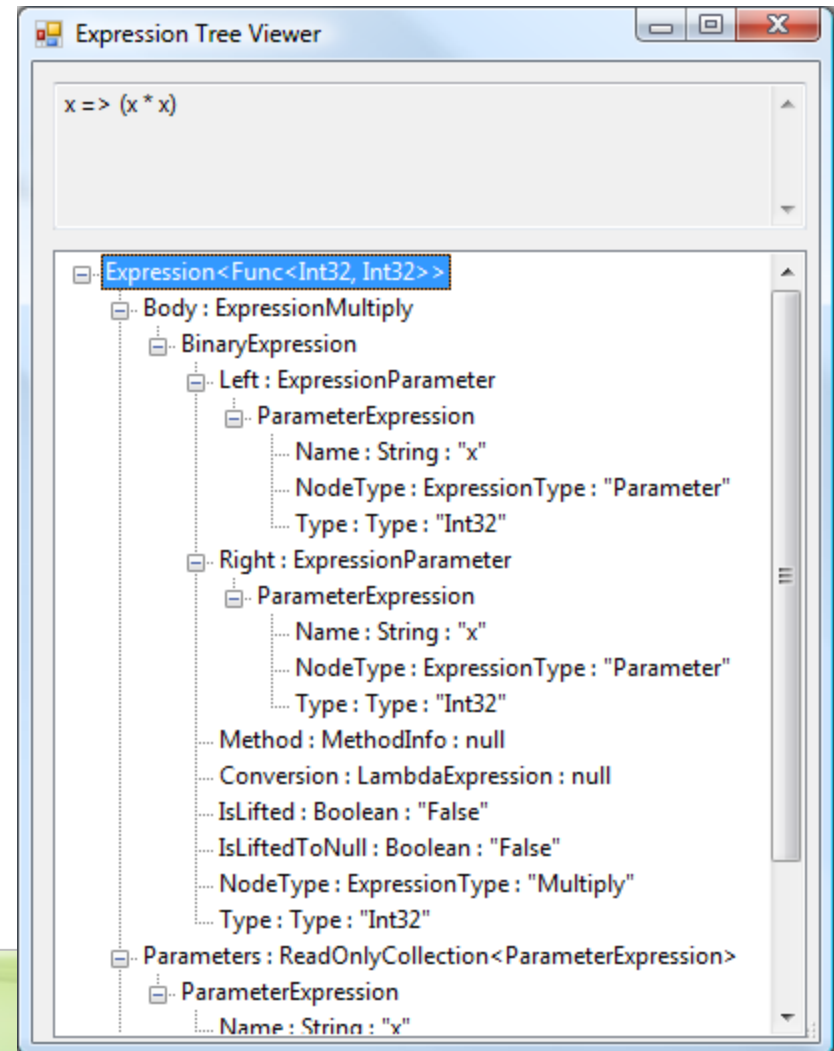 Expression Tree Viewer
x => (x * x)
Expression<Func<Int32, Int32>>
Body : ExpressionMultiply
BinaryExpression
Left : ExpressionParameter
ParameterExpression
Name : String : "x"
NodeType : ExpressionType : "Parameter"
Type : Type : "Int32"
Right : ExpressionParameter
ParameterExpression
Name : String : "x"
NodeType : ExpressionType : "Parameter"
Type : Type : "Int32"
Method : MethodInfo : null
Conversion : LambdaExpression : null
IsLifted : Boolean : "False"
IsLiftedToNull : Boolean : "False"
NodeType : ExpressionType : "Multiply"
Type : Type : "Int32"
Parameters : ReadOnlyCollection<ParameterExpression>
ParameterExpression
Name : String : "x"